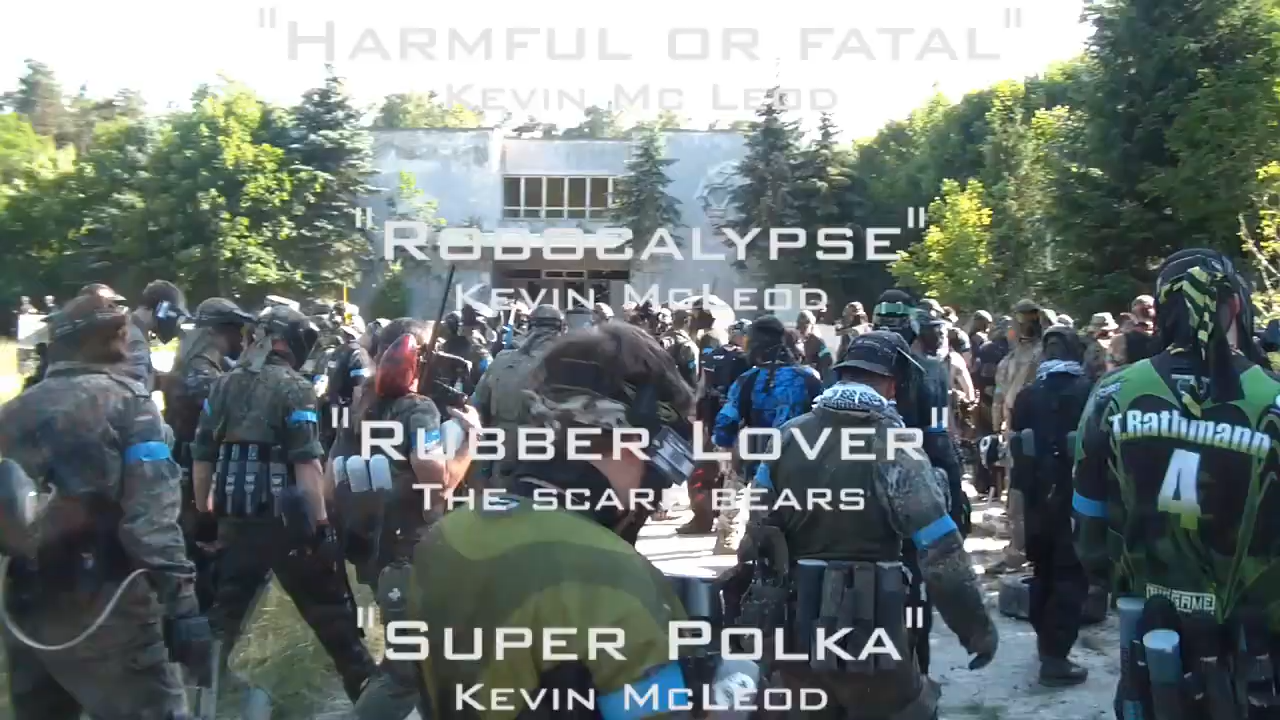 "Harmful or fatal"
Kevin Mc Leod
"Robocalypse"
Kevin McLeod
"Rubber Lover "
The scary bears
"Super Polka"
Kevin McLeod
T.Rathmann
4